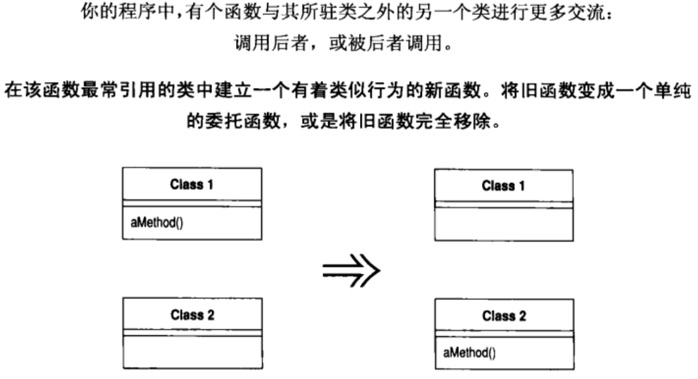 你的程序中，有个函数与其所驻类之外的另一个类进行更多交流：
调用后者，或被后者调用。
在该函数最常引用的类中建立一个有着类似行为的新函数。将旧函数变成一个单纯
的委托函数，或是将旧函数完全移除。
Class 1
aMethod()
Class 2
Class 1
Class 2
aMethod()